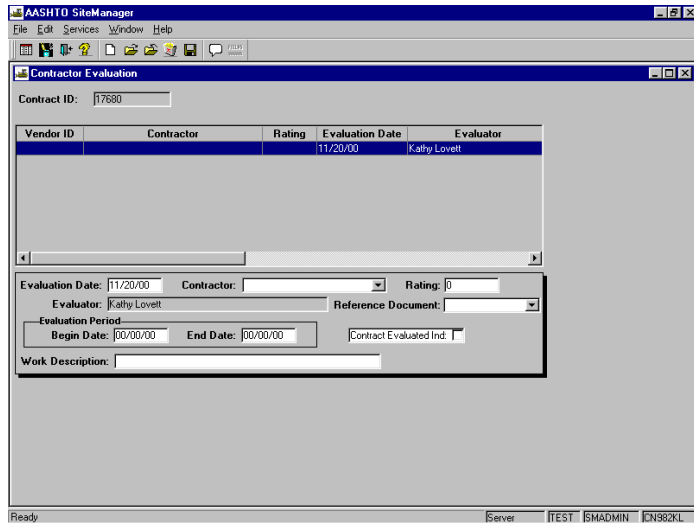 AASHTO SiteManager
File Edit Services Window Help
Contractor Evaluation
Contract ID: 17680
Vendor ID Contractor Rating Evaluation Date Evaluator
11/20/00 Kathy Lovett
Evaluation Date: 11/20/00 Contractor: Rating: 0
Evaluator: Kathy Lovett Reference Document:
Evaluation Period
Begin Date: 00/00/00 End Date: 00/00/00 Contract Evaluated Ind:
Work Description:
Ready Server TEST SMADMIN CN982KL